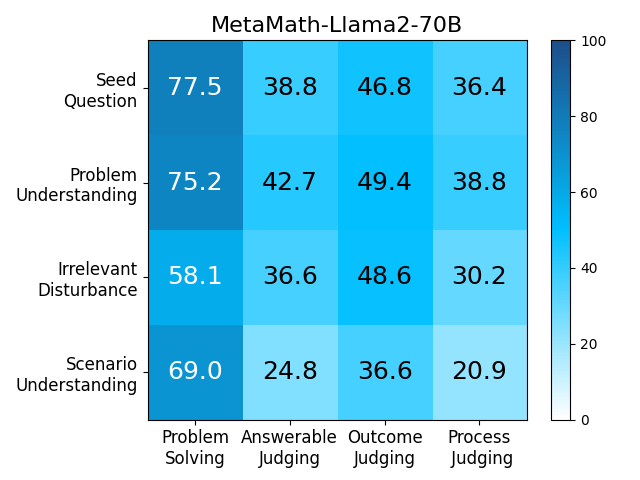 MetaMath-Llama2-70B
Seed
Question
77.5 38.8 46.8 36.4
Problem
Understanding
75.2 42.7 49.4 38.8
Irrelevant
Disturbance
58.1 36.6 48.6 30.2
Scenario
Understanding
69.0 24.8 36.6 20.9
Problem
Solving
Answerable
Judging
Outcome
Judging
Process
Judging
100
80
60
40
20
0